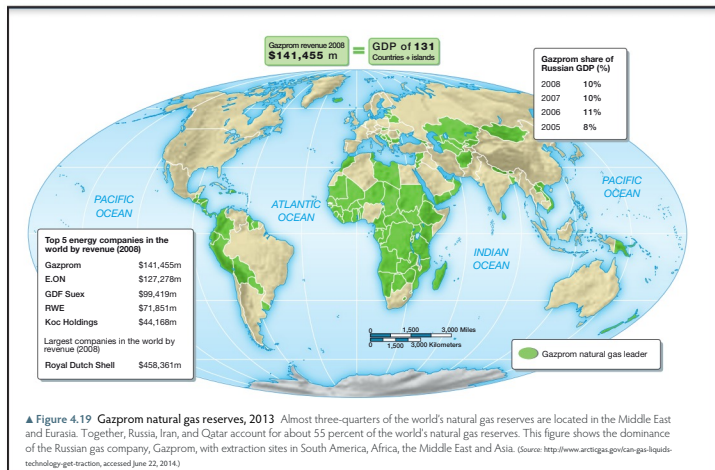 Gazprom revenue 2008
$141,455 m
=
GDP of 131
Countries + islands
Gazprom share of
Russian GDP (%)
2008 10%
2007 10%
2006 11%
2005 8%
PACIFIC
OCEAN
ATLANTIC
OCEAN
INDIAN
OCEAN
PACIFIC
OCEAN
Top 5 energy companies in the
world by revenue (2008)
Gazprom $141,455m
E.ON $127,278m
GDF Suex $99,419m
RWE $71,851m
Koc Holdings $44,168m
Largest companies in the world by
revenue (2008)
Royal Dutch Shell $458,361m
0 1,500 3,000 Miles
0 1,500 3,000 Kilometers
Gazprom natural gas leader
▲ Figure 4.19 Gazprom natural gas reserves, 2013 Almost three-quarters of the world's natural gas reserves are located in the Middle East
and Eurasia. Together, Russia, Iran, and Qatar account for about 55 percent of the world's natural gas reserves. This figure shows the dominance
of the Russian gas company, Gazprom, with extraction sites in South America, Africa, the Middle East and Asia. (Source: http://www.arcticgas.gov/can-gas-liquids-
technology-get-traction, accessed June 22, 2014.)